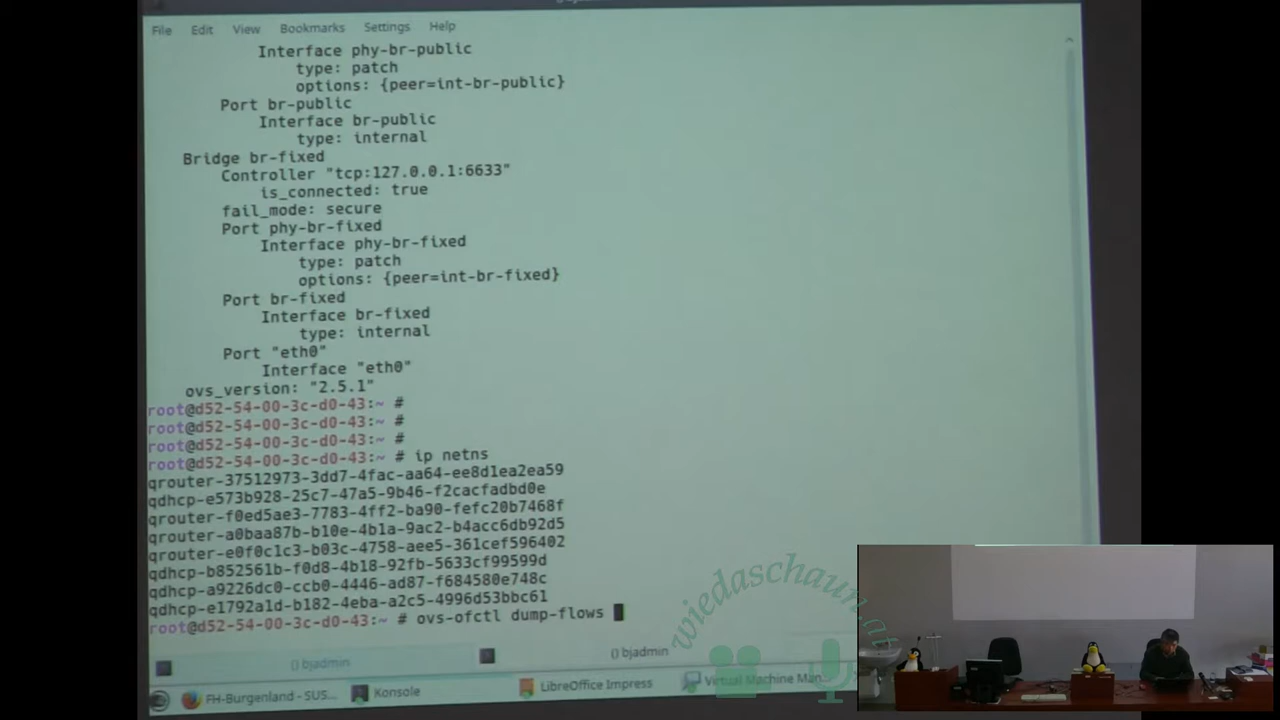 File Edit View Bookmarks Settings Help
Interface phy-br-public
type: patch
options: {peer=int-br-public}
Port br-public
Interface br-public
type: internal
Bridge br-fixed
Controller "tcp:127.0.0.1:6633"
is_connected: true
fail_mode: secure
Port phy-br-fixed
Interface phy-br-fixed
type: patch
options: {peer=int-br-fixed}
Port br-fixed
Interface br-fixed
type: internal
Port "eth0"
Interface "eth0"
ovs_version: "2.5.1"
root@d52-54-00-3c-d0-43:~ #
root@d52-54-00-3c-d0-43:~ #
root@d52-54-00-3c-d0-43:~ #
root@d52-54-00-3c-d0-43:~ # ip netns
qrouter-37512973-3dd7-4fac-aa64-ee8d1ea2ea59
qdhcp-e573b928-25c7-47a5-9b46-f2cacfadbd0e
qrouter-f0ed5ae3-7783-4ff2-ba90-fefc20b7468f
qrouter-a0baa87b-b10e-4b1a-9ac2-b4acc6db92d5
qrouter-e0f0c1c3-b03c-4758-aee5-361cef596402
qdhcp-b852561b-f0d8-4b18-92fb-5633cf99599d
qdhcp-a9226dc0-ccb0-4446-ad87-f684580e748c
qdhcp-e1792a1d-b182-4eba-a2c5-4996d53bbc61
root@d52-54-00-3c-d0-43:~ # ovs-ofctl dump-flows
() bjadmin () bjadmin
FH-Burgenland - SUS... Konsole LibreOffice Impress Virtual Machine Man...
wiedaschaun.at